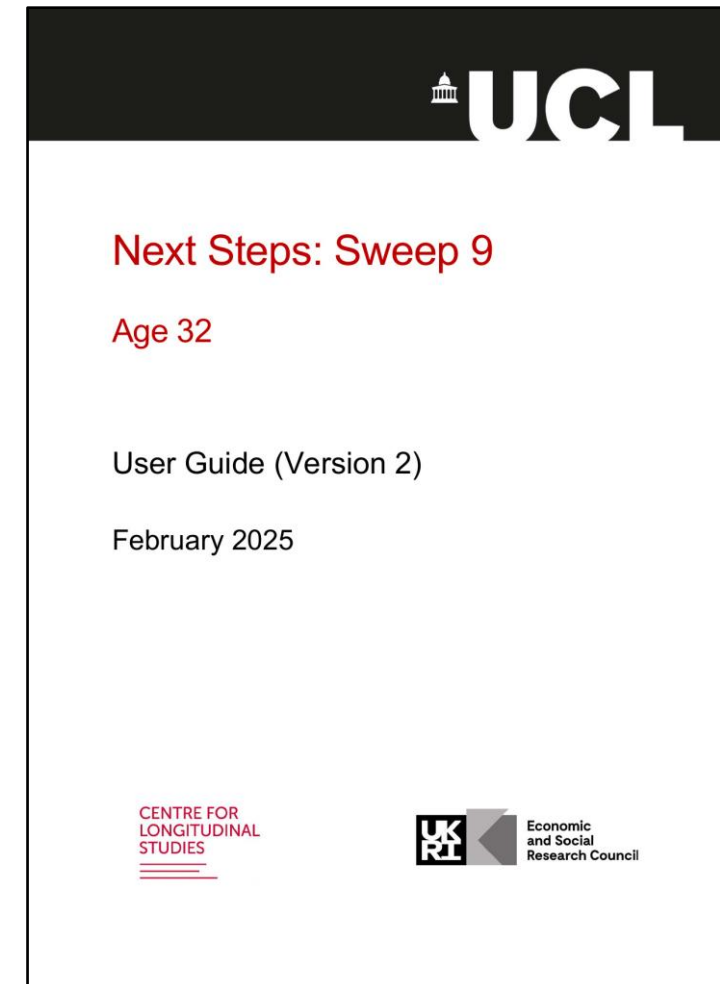 UCL
Next Steps: Sweep 9
Age 32
User Guide (Version 2)
February 2025
CENTRE FOR
LONGITUDINAL
STUDIES
UK
RI
Economic
and Social
Research Council